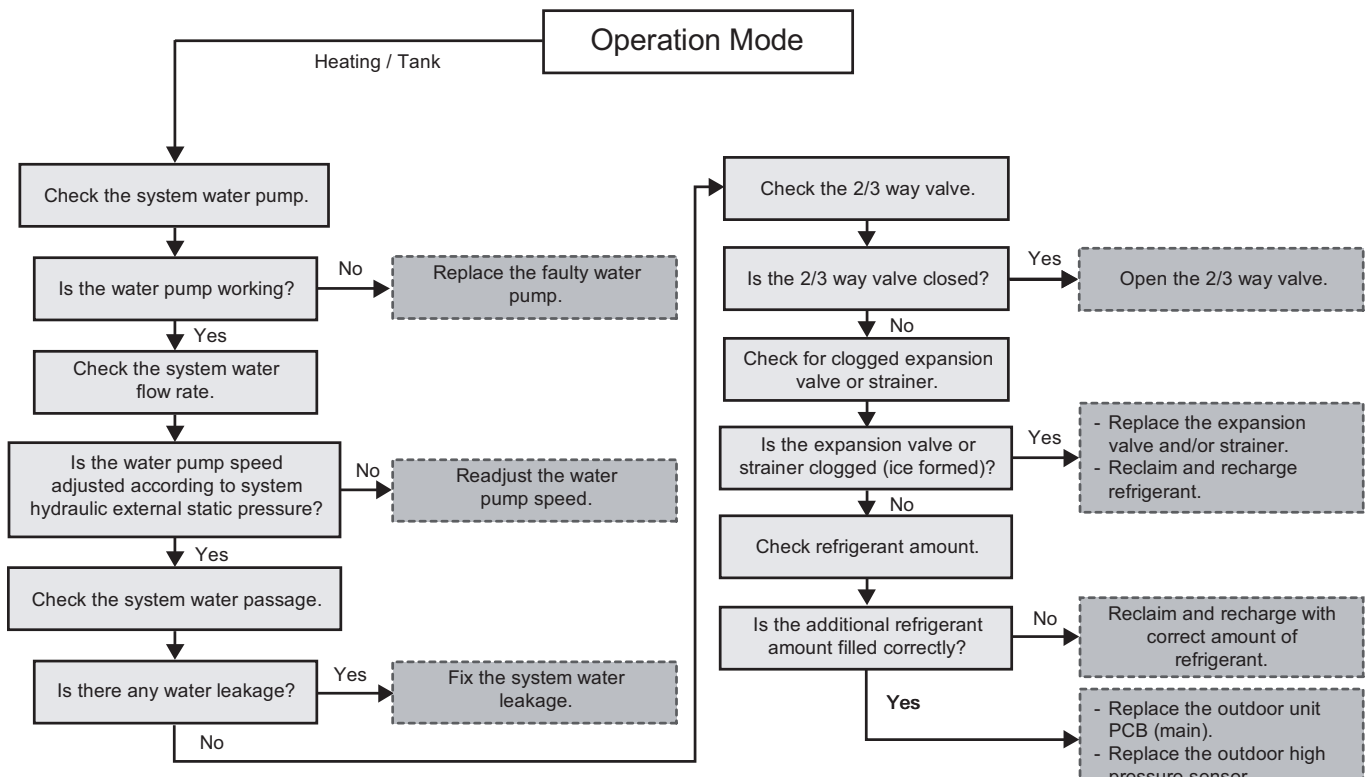 Operation Mode
Heating / Tank
Check the system water pump.
Is the water pump working?
No
Replace the faulty water
pump.
Yes
Check the system water
flow rate.
Is the water pump speed
adjusted according to system
hydraulic external static pressure?
No
Readjust the water
pump speed.
Yes
Check the system water passage.
Is there any water leakage?
Yes
Fix the system water
leakage.
No
Check the 2/3 way valve.
Is the 2/3 way valve closed?
Yes
Open the 2/3 way valve.
No
Check for clogged expansion
valve or strainer.
Is the expansion valve or
strainer clogged (ice formed)?
Yes
- Replace the expansion
valve and/or strainer.
- Reclaim and recharge
refrigerant.
No
Check refrigerant amount.
Is the additional refrigerant
amount filled correctly?
No
Reclaim and recharge with
correct amount of
refrigerant.
Yes
- Replace the outdoor unit
PCB (main).
- Replace the outdoor high
pressure sensor